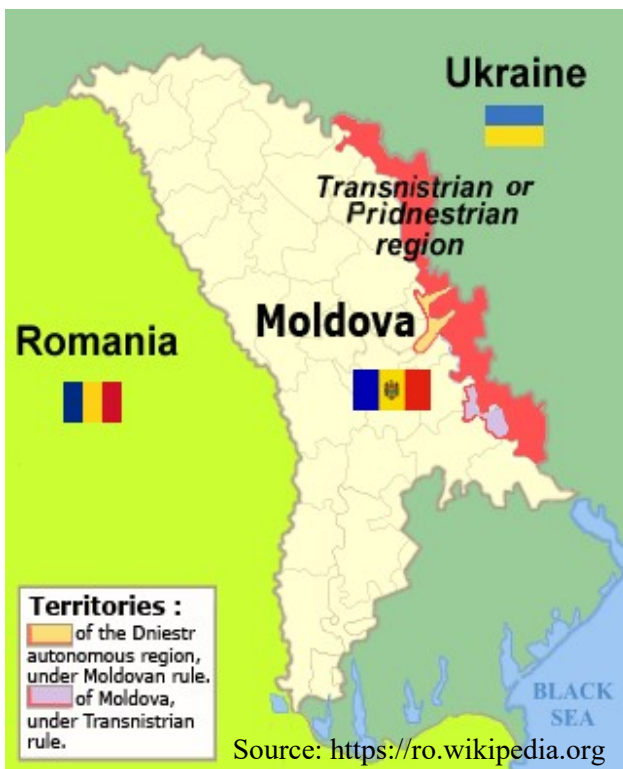 Ukraine
Transnistrian or
Pridnestrian
region
Moldova
Romania
Territories :
of the Dniestr
autonomous region,
under Moldovan rule.
of Moldova,
under Transnistrian
rule.
BLACK
SEA
Source: https://ro.wikipedia.org